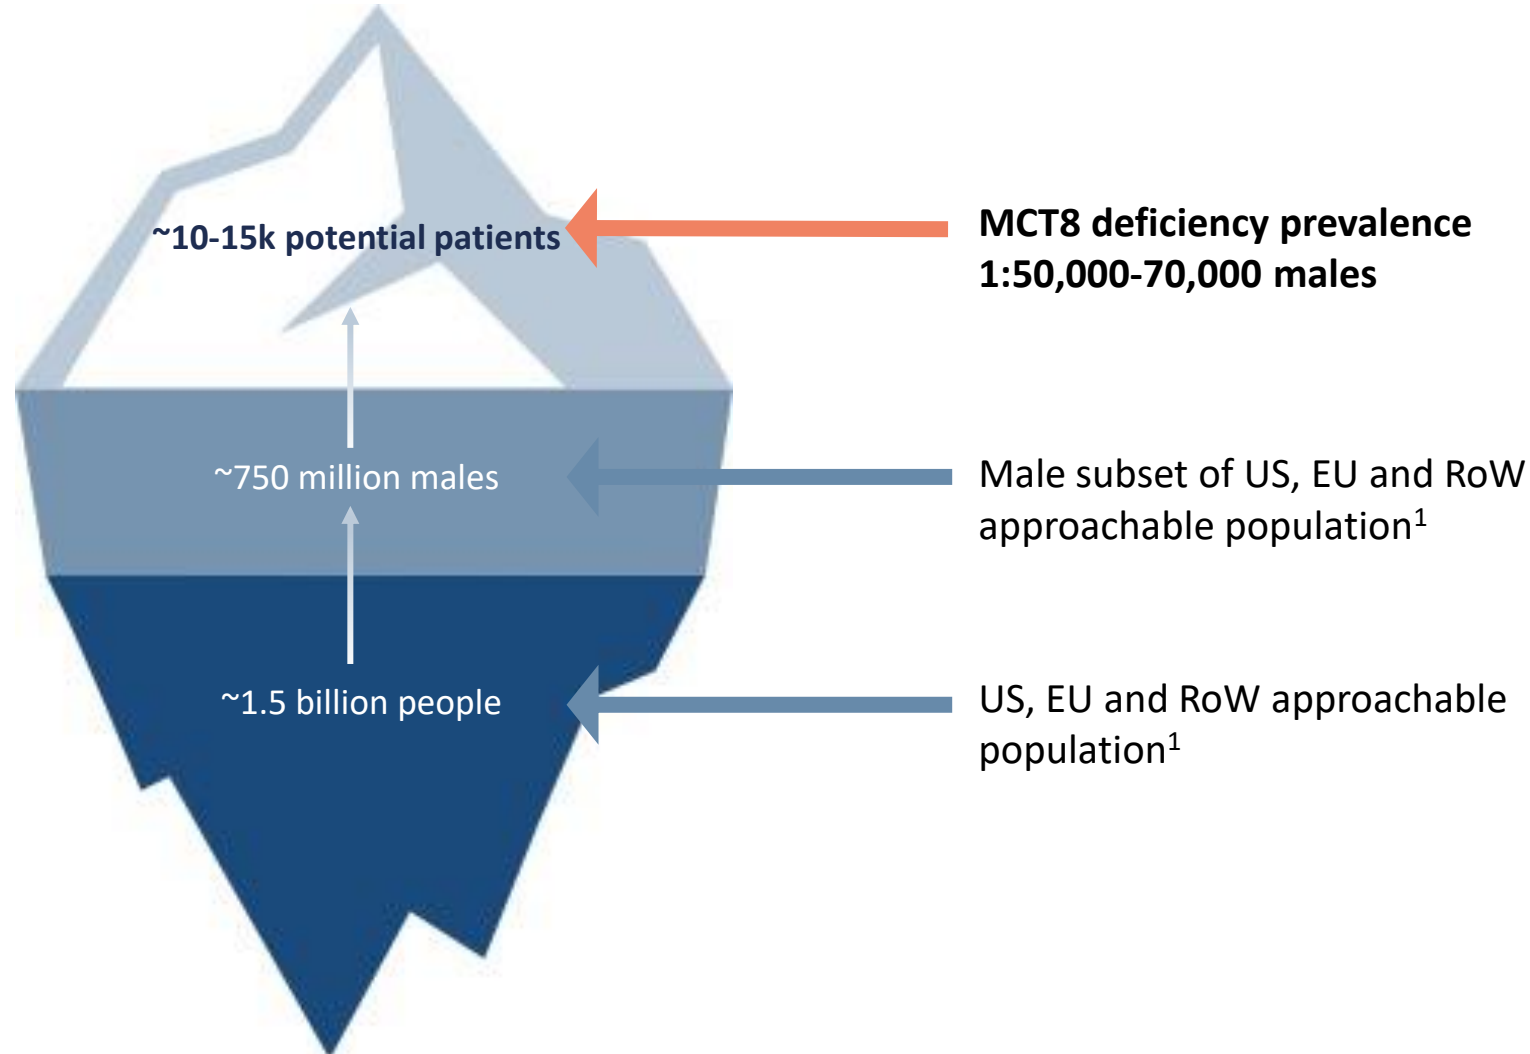 ~10-15k potential patients
MCT8 deficiency prevalence
1:50,000-70,000 males
~750 million males
Male subset of US, EU and RoW
approachable population¹
~1.5 billion people
US, EU and RoW approachable
population¹